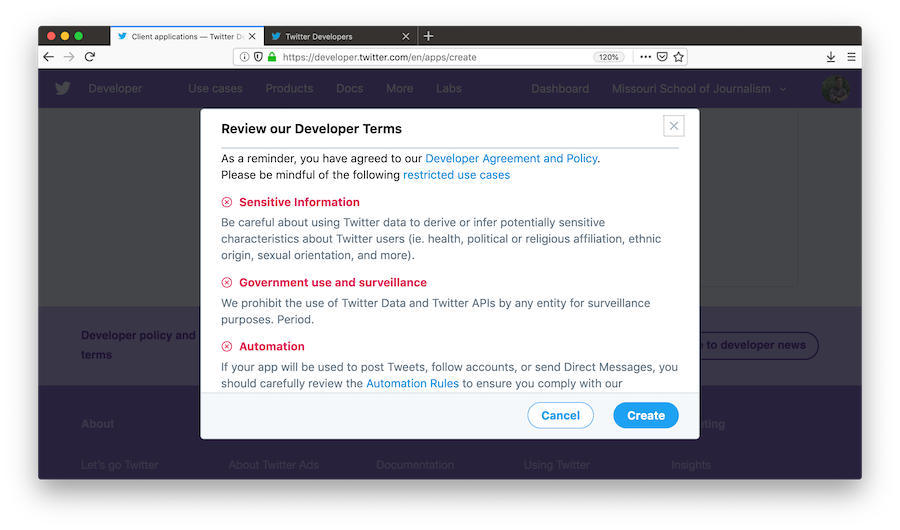 Client applications — Twitter D
Twitter Developers
https://developer.twitter.com/en/apps/create
120%
Developer
Use cases
Products
Docs
More
Labs
Dashboard
Missouri School of Journalism
Review our Developer Terms
As a reminder, you have agreed to our Developer Agreement and Policy.
Please be mindful of the following restricted use cases
Sensitive Information
Be careful about using Twitter data to derive or infer potentially sensitive
characteristics about Twitter users (ie. health, political or religious affiliation, ethnic
origin, sexual orientation, and more).
Government use and surveillance
We prohibit the use of Twitter Data and Twitter APIs by any entity for surveillance
purposes. Period.
Automation
If your app will be used to post Tweets, follow accounts, or send Direct Messages, you
should carefully review the Automation Rules to ensure you comply with our
Cancel
Create
Developer policy and
terms
to developer news
About
Let's go Twitter
About Twitter Ads
Documentation
Using Twitter
Insights